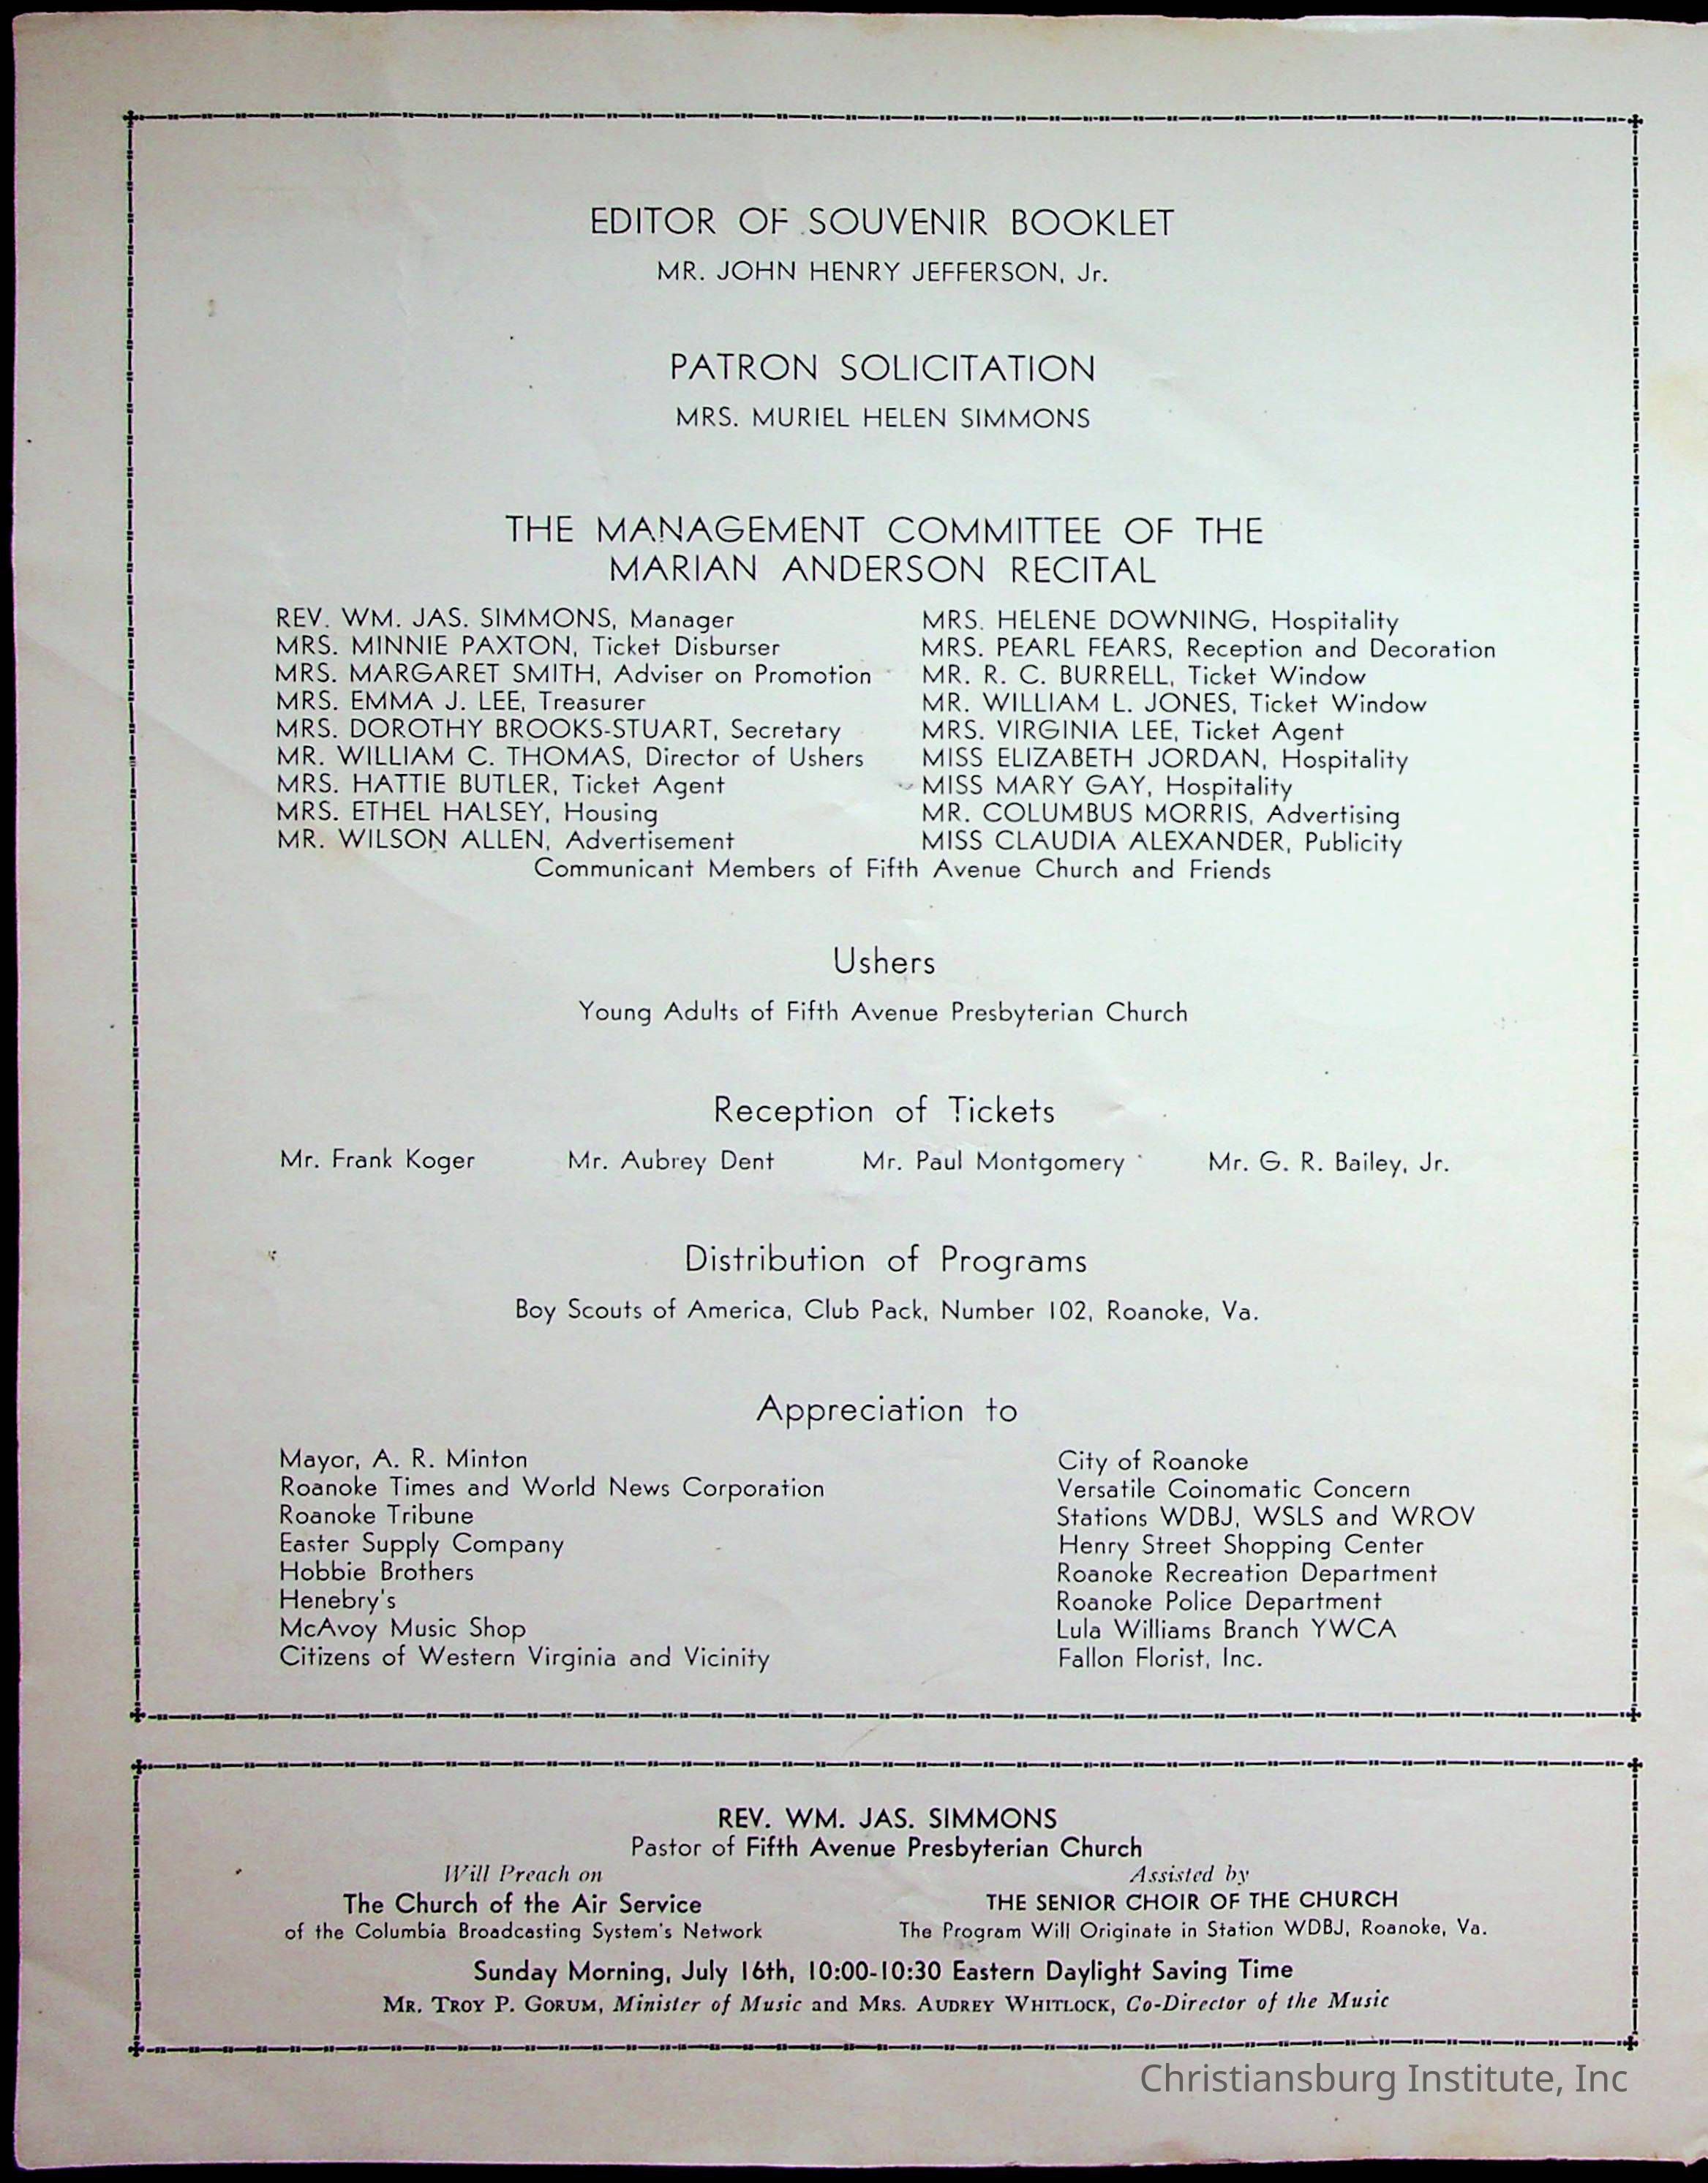 EDITOR OF SOUVENIR BOOKLET
MR. JOHN HENRY JEFFERSON, Jr.
PATRON SOLICITATION
MRS. MURIEL HELEN SIMMONS
THE MANAGEMENT COMMITTEE OF THE
MARIAN ANDERSON RECITAL
REV. WM. JAS. SIMMONS, Manager
MRS. MINNIE PAXTON, Ticket Disburser
MRS. MARGARET SMITH, Adviser on Promotion
MRS. EMMA J. LEE, Treasurer
MRS. DOROTHY BROOKS-STUART, Secretary
MR. WILLIAM C. THOMAS, Director of Ushers
MRS. HATTIE BUTLER, Ticket Agent
MRS. ETHEL HALSEY, Housing
MR. WILSON ALLEN, Advertisement
MRS. HELENE DOWNING, Hospitality
MRS. PEARL FEARS, Reception and Decoration
MR. R. C. BURRELL, Ticket Window
MR. WILLIAM L. JONES, Ticket Window
MRS. VIRGINIA LEE, Ticket Agent
MISS ELIZABETH JORDAN, Hospitality
MISS MARY GAY, Hospitality
MR. COLUMBUS MORRIS, Advertising
MISS CLAUDIA ALEXANDER, Publicity
Communicant Members of Fifth Avenue Church and Friends
Ushers
Young Adults of Fifth Avenue Presbyterian Church
Reception of Tickets
Mr. Frank Koger Mr. Aubrey Dent Mr. Paul Montgomery Mr. G. R. Bailey, Jr.
Distribution of Programs
Boy Scouts of America, Club Pack, Number 102, Roanoke, Va.
Appreciation to
Mayor, A. R. Minton
Roanoke Times and World News Corporation
Roanoke Tribune
Easter Supply Company
Hobbie Brothers
Henebry's
McAvoy Music Shop
Citizens of Western Virginia and Vicinity
City of Roanoke
Versatile Coinomatic Concern
Stations WDBJ, WSLS and WROV
Henry Street Shopping Center
Roanoke Recreation Department
Roanoke Police Department
Lula Williams Branch YWCA
Fallon Florist, Inc.
REV. WM. JAS. SIMMONS
Pastor of Fifth Avenue Presbyterian Church
Will Preach on
The Church of the Air Service
of the Columbia Broadcasting System's Network
Assisted by
THE SENIOR CHOIR OF THE CHURCH
The Program Will Originate in Station WDBJ, Roanoke, Va.
Sunday Morning, July 16th, 10:00-10:30 Eastern Daylight Saving Time
MR. TROY P. GORUM, Minister of Music and MRS. AUDREY WHITLOCK, Co-Director of the Music
Christiansburg Institute, Inc